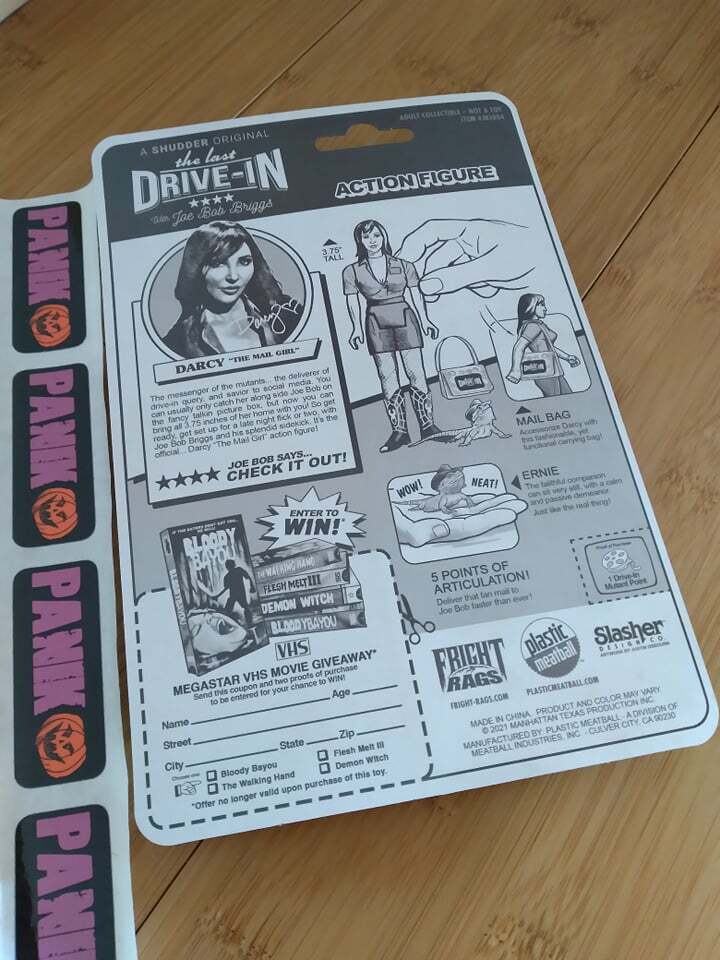 ADULT COLLECTIBLE - NOT A TOY
A SHUDDER ORIGINAL
the last
DRIVE-IN
With Joe Bob Briggs
ACTION FIGURE
3.75"
TALL
Darcy
DARCY "THE MAIL GIRL"
The messenger of the mutants... the deliverer of
drive-in query, and savior to social media. You
can usually only catch her along side Joe Bob on
the fancy talkin picture box, but now you can
bring all 3.75 inches of her home with you! So get
ready, get set up for a late night flick or two, with
Joe Bob Briggs and his splendid sidekick. It's the
official... Darcy "The Mail Girl" action figure!
JOE BOB SAYS...
CHECK IT OUT!
DRIVE-IN
DRIVE-IN
MAIL BAG
Accessorize Darcy with
this fashionable, yet
functional carrying bag!
WOW!
NEAT!
ERNIE
The faithful companion
can sit very still, with a calm
and passive demeanor.
Just like the real thing!
5 POINTS OF
ARTICULATION!
Deliver that fan mail to
Joe Bob faster than ever!
Proof of Purchase
1 Drive-In
Mutant Point
ENTER TO
WIN!*
BLOODY
BAYOU
THE WALKING HAND
FLESH MELT III
DEMON WITCH
BLOODY BAYOU
VHS
MEGASTAR VHS MOVIE GIVEAWAY*
Send this coupon and two proofs of purchase
to be entered for your chance to WIN!
Name Age
Street
City State Zip
Choose one:
Bloody Bayou
Flesh Melt III
The Walking Hand
Demon Witch
*Offer no longer valid upon purchase of this toy.
FRIGHT
RAGS
FRIGHT-RAGS.COM
plastic
meatball
PLASTICMEATBALL.COM
Slasher
DESIGN CO.
MADE IN CHINA. PRODUCT AND COLOR MAY VARY.
© 2021 MANHATTAN TEXAS PRODUCTION INC.
MANUFACTURED BY: PLASTIC MEATBALL - A DIVISION OF
MEATBALL INDUSTRIES, INC. - CULVER CITY, CA 90230
PANIK
PANIK
PANIK
PANIK